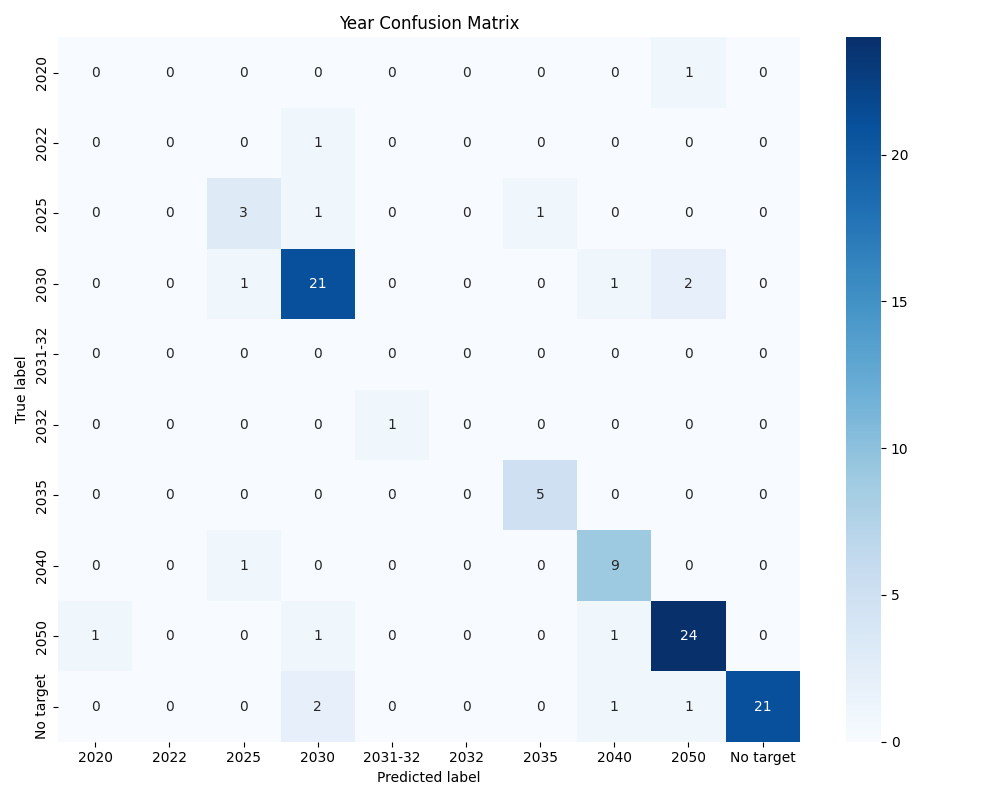 Year Confusion Matrix
2020 0 0 0 0 0 0 0 0 1 0
2022 0 0 0 1 0 0 0 0 0 0
2025 0 0 3 1 0 0 1 0 0 0
2030 0 0 1 21 0 0 0 1 2 0
2031-32 0 0 0 0 0 0 0 0 0 0
2032 0 0 0 0 1 0 0 0 0 0
2035 0 0 0 0 0 0 5 0 0 0
2040 0 0 1 0 0 0 0 9 0 0
2050 1 0 0 1 0 0 0 1 24 0
No target 0 0 0 2 0 0 0 1 1 21
2020 2022 2025 2030 2031-32 2032 2035 2040 2050 No target
Predicted label
True label
20
15
10
5
0